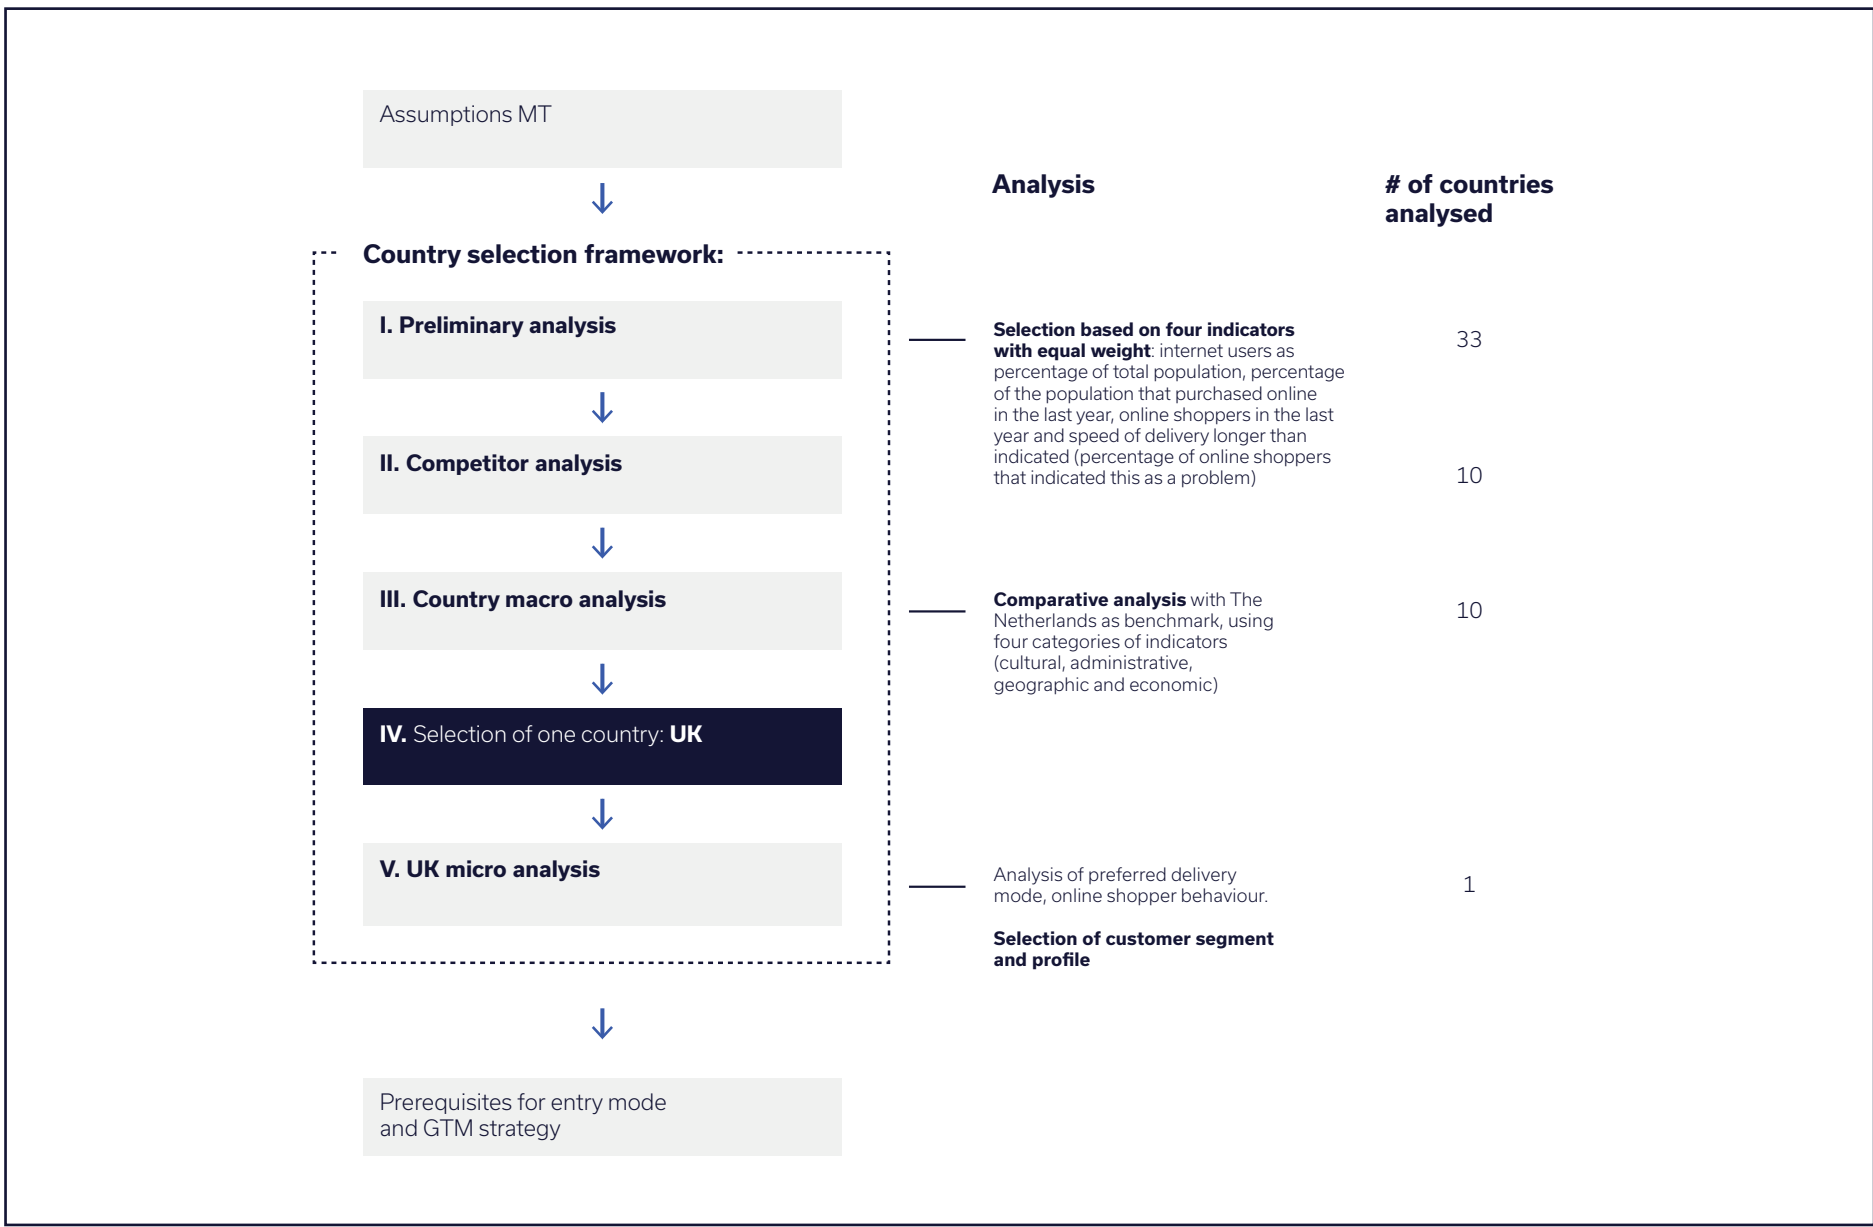 Assumptions MT
Analysis
# of countries
analysed
Country selection framework:
I. Preliminary analysis
Selection based on four indicators
with equal weight: internet users as
percentage of total population, percentage
of the population that purchased online
in the last year, online shoppers in the last
year and speed of delivery longer than
indicated (percentage of online shoppers
that indicated this as a problem)
33
II. Competitor analysis
10
III. Country macro analysis
Comparative analysis with The
Netherlands as benchmark, using
four categories of indicators
(cultural, administrative,
geographic and economic)
10
IV. Selection of one country: UK
V. UK micro analysis
Analysis of preferred delivery
mode, online shopper behaviour.
Selection of customer segment
and profile
1
Prerequisites for entry mode
and GTM strategy